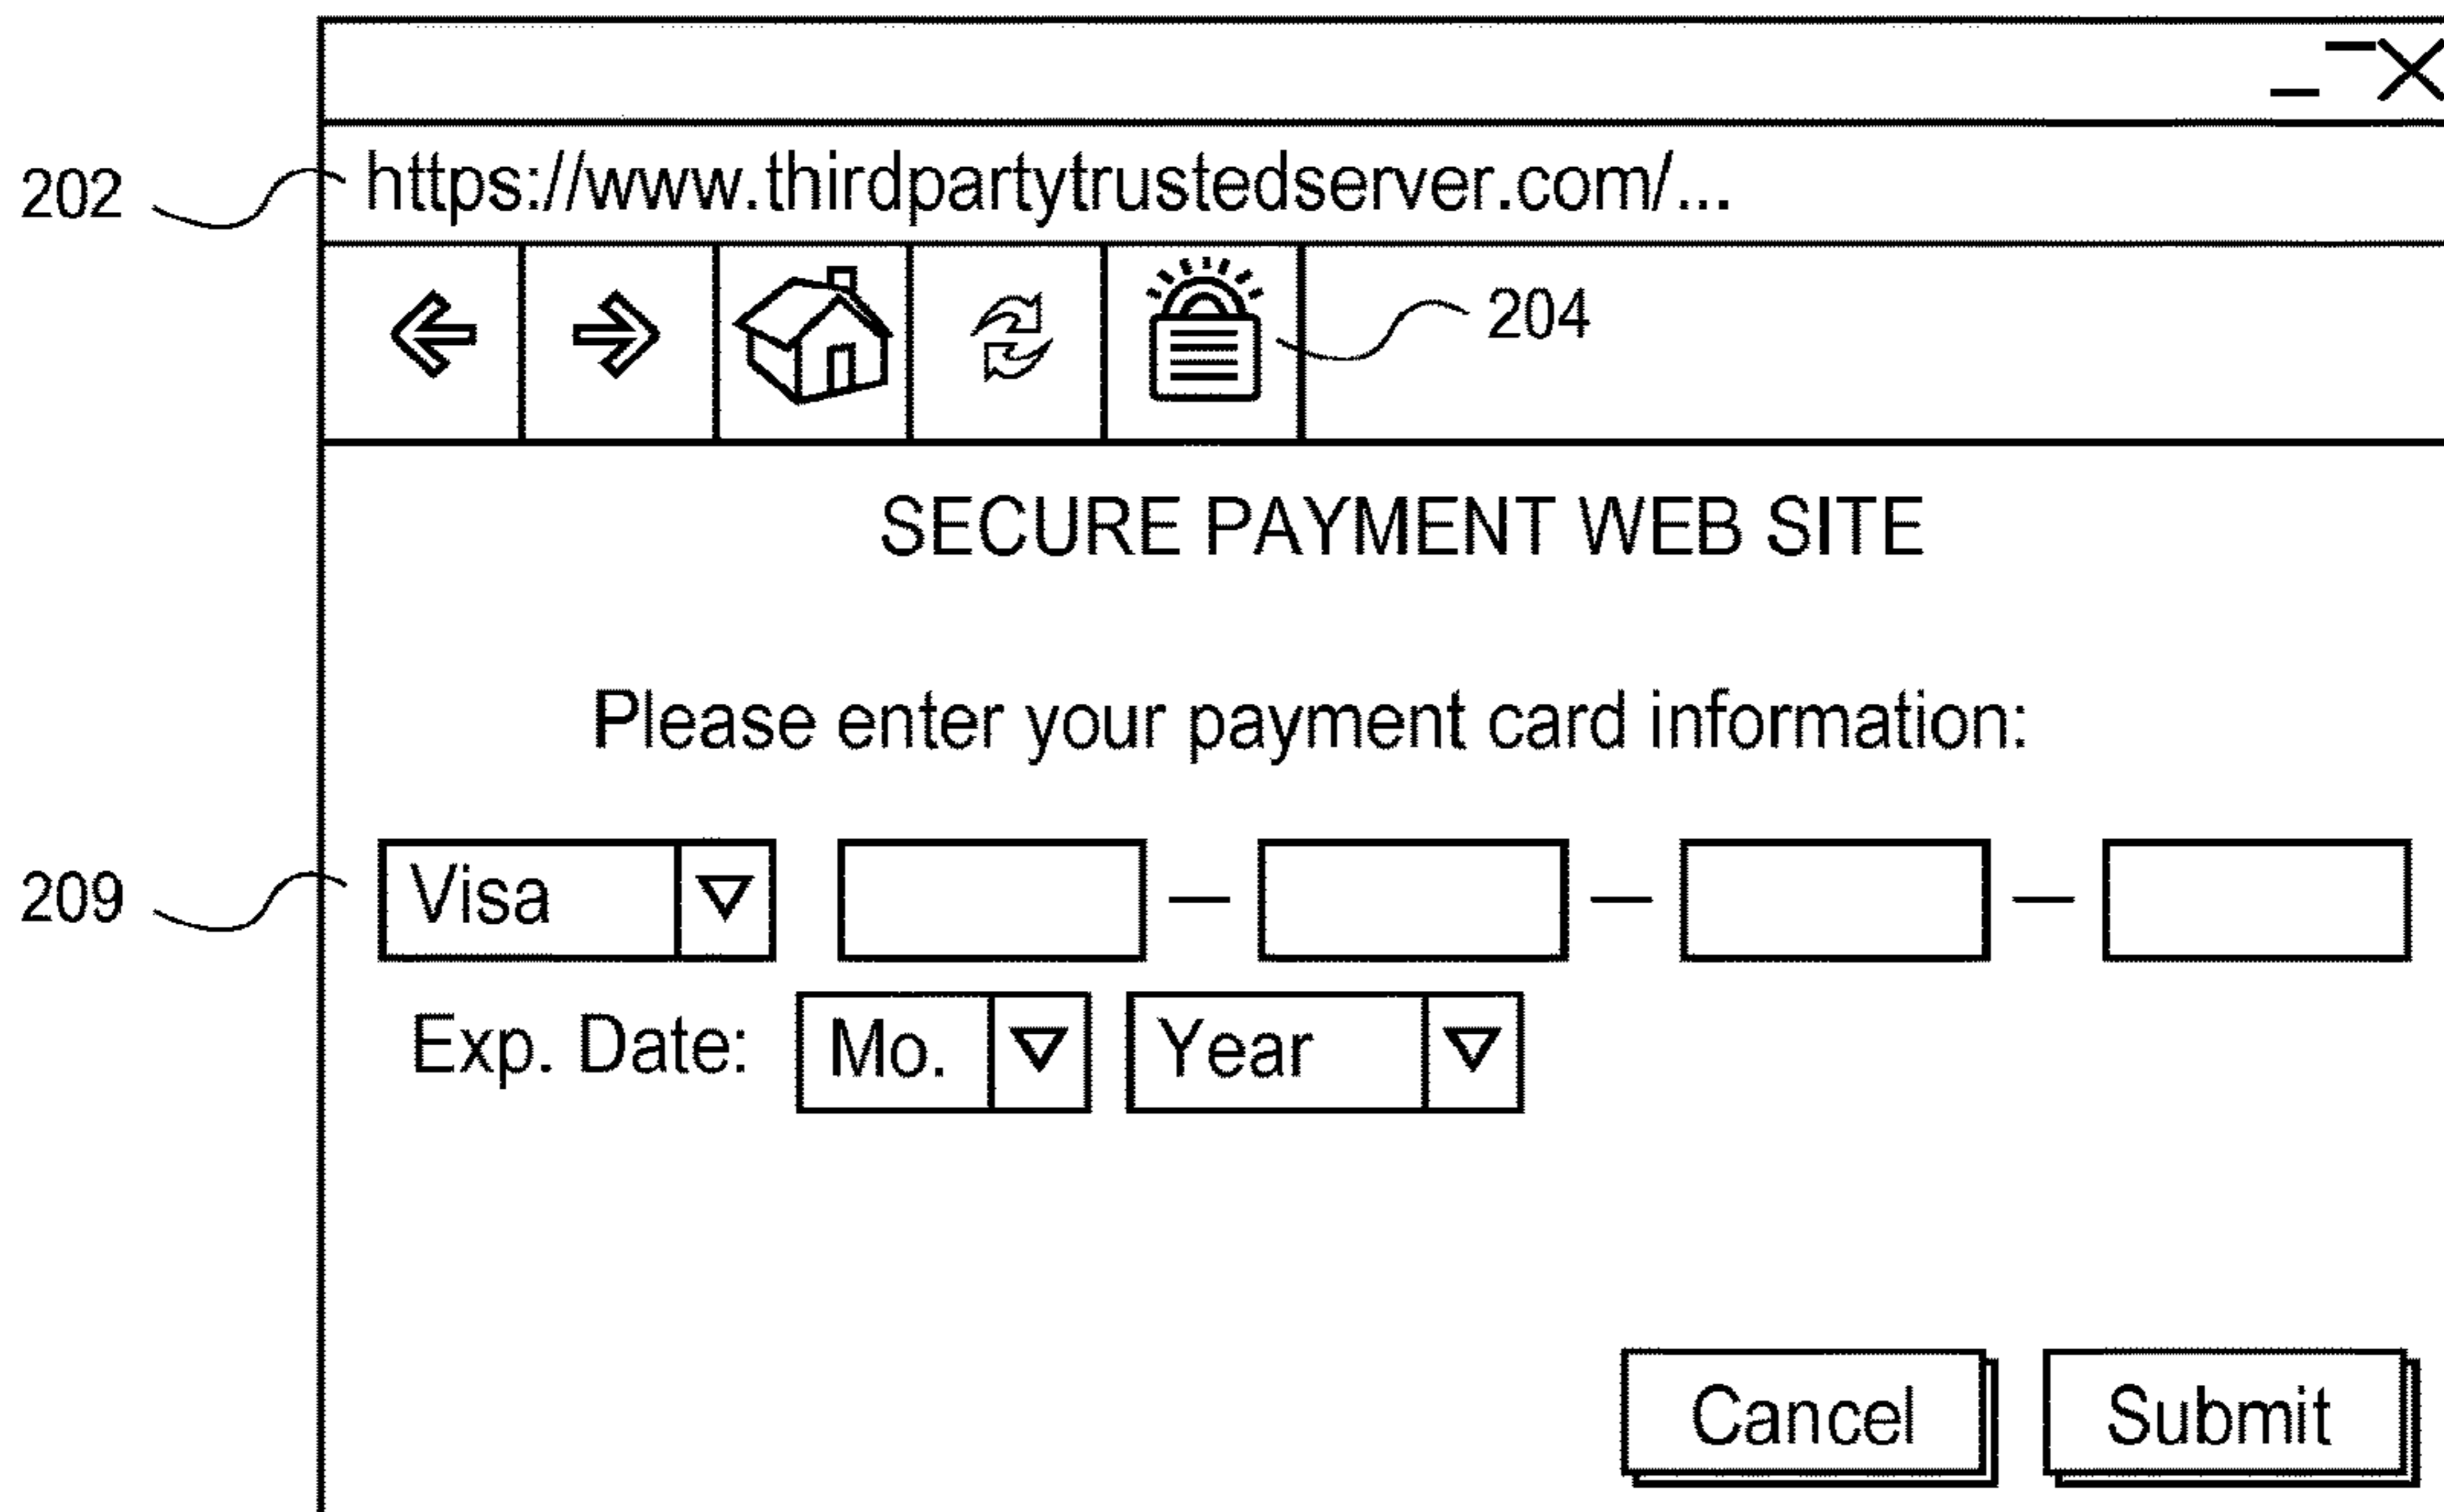 202 https://www.thirdpartytrustedserver.com/...
204
SECURE PAYMENT WEB SITE
Please enter your payment card information:
209 Visa
Exp. Date: Mo. Year
Cancel Submit